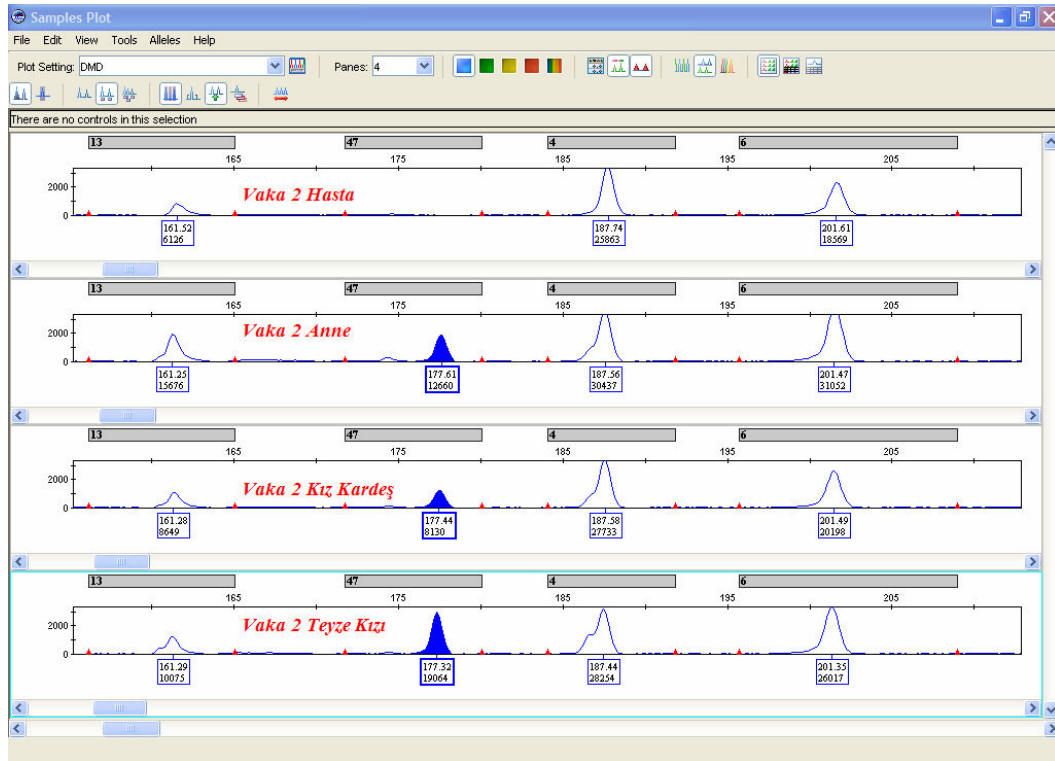 Samples Plot
File Edit View Tools Alleles Help
Plot Setting: DMD Panes: 4
There are no controls in this selection
13 47 4 6
165 175 185 195 205
2000
0
Vaka 2 Hasta
161.52 187.74 201.61
6126 25863 18569
13 47 4 6
165 175 185 195 205
2000
0
Vaka 2 Anne
161.25 177.61 187.56 201.47
15676 12660 30437 31052
13 47 4 6
165 175 185 195 205
2000
0
Vaka 2 Kız Kardeş
161.28 177.44 187.58 201.49
8649 8130 27733 20198
13 47 4 6
165 175 185 195 205
2000
0
Vaka 2 Teyze Kızı
161.29 177.32 187.44 201.35
10075 19064 28254 26017